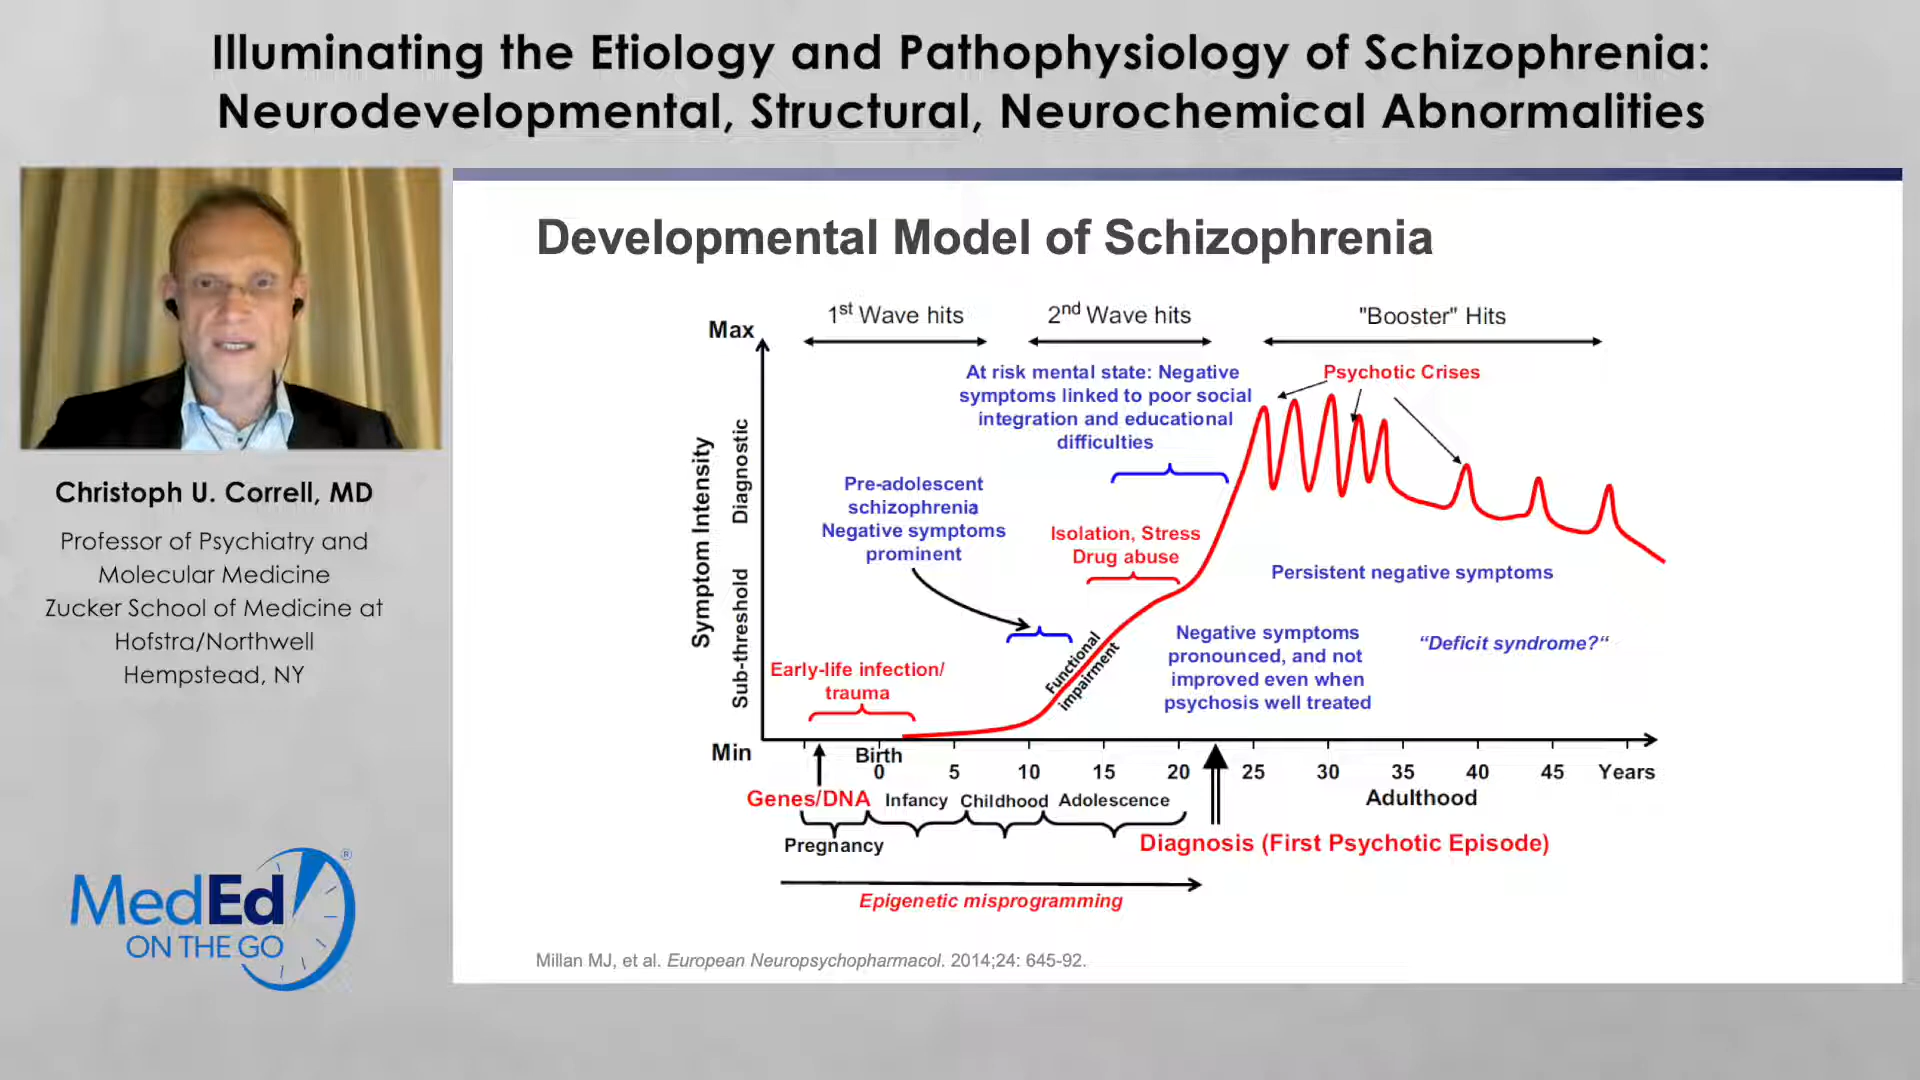 Illuminating the Etiology and Pathophysiology of Schizophrenia:
Neurodevelopmental, Structural, Neurochemical Abnormalities
Christoph U. Correll, MD
Professor of Psychiatry and
Molecular Medicine
Zucker School of Medicine at
Hofstra/Northwell
Hempstead, NY
MedEd®
ON THE GO
Developmental Model of Schizophrenia
1st Wave hits
2nd Wave hits
"Booster" Hits
Max
At risk mental state: Negative
symptoms linked to poor social
integration and educational
difficulties
Psychotic Crises
Symptom Intensity
Diagnostic
Sub-threshold
Pre-adolescent
schizophrenia
Negative symptoms
prominent
Isolation, Stress
Drug abuse
Persistent negative symptoms
Functional
impairment
Negative symptoms
pronounced, and not
improved even when
psychosis well treated
“Deficit syndrome?“
Early-life infection/
trauma
Min
Birth
0 5 10 15 20 25 30 35 40 45 Years
Genes/DNA Infancy Childhood Adolescence Adulthood
Pregnancy
Diagnosis (First Psychotic Episode)
Epigenetic misprogramming
Millan MJ, et al. European Neuropsychopharmacol. 2014;24: 645-92.